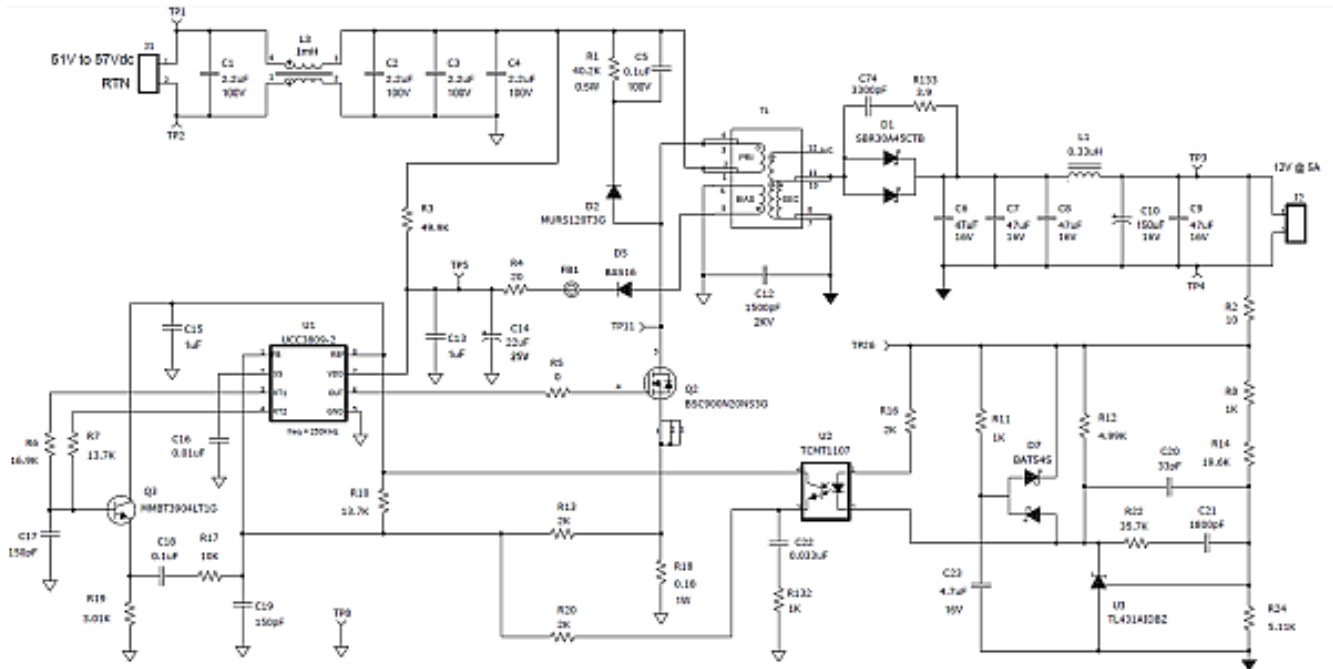 TP1
J1
51V to 57Vdc
RTN
TP2
C1
2.2uF
100V
L3
1mH
C2
2.2uF
100V
C3
2.2uF
100V
C4
2.2uF
100V
R1
40.2K
0.5W
C5
0.1uF
100V
D2
MURS120T3G
R3
49.9K
TP5
R4
20
FB1
D5
BAS16
C13
1uF
C14
22uF
25V
TP11
T1
PRI
BIAS
SEC
NC
C12
1500pF
2KV
C74
3300pF
R133
3.9
D1
SBR30A45CTB
L1
0.33uH
TP3
12V @ 5A
J2
C6
47uF
16V
C7
47uF
16V
C8
47uF
16V
C10
150uF
16V
C9
47uF
16V
TP4
R2
10
TP26
C15
1uF
U1
UCC3809-2
FB
SS
RT1
RT2
REF
VDD
OUT
GND
Freq = 250KHz
C16
0.01uF
R5
0
Q2
BSC900N20NS3G
R6
16.9K
R7
13.7K
Q3
MMBT3904LT1G
C17
150pF
C18
0.1uF
R17
10K
R19
3.01K
C19
150pF
R10
13.7K
R13
2K
R20
2K
TP8
R18
0.18
1W
U2
TCMT1107
R16
2K
C22
0.033uF
R132
1K
R11
1K
D7
BAT54S
R12
4.99K
C20
33pF
R8
1K
R14
19.6K
R22
35.7K
C21
1800pF
C23
4.7uF
16V
U3
TL431AIDBZ
R24
5.11K